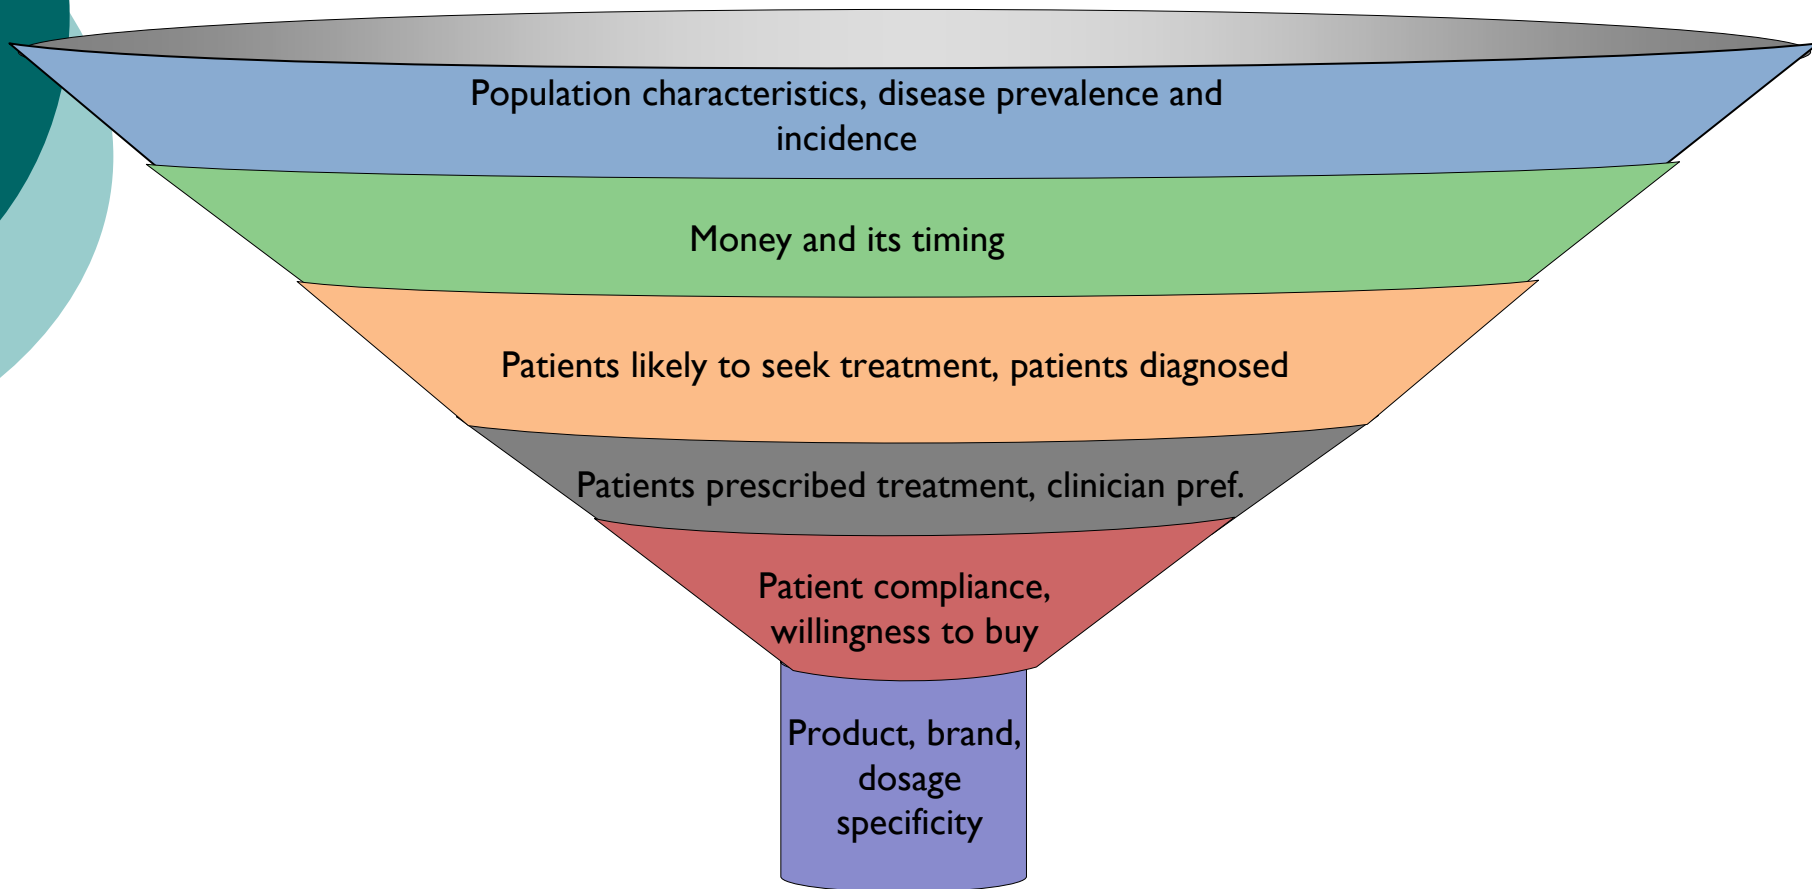 Population characteristics, disease prevalence and
incidence
Money and its timing
Patients likely to seek treatment, patients diagnosed
Patients prescribed treatment, clinician pref.
Patient compliance,
willingness to buy
Product, brand,
dosage
specificity